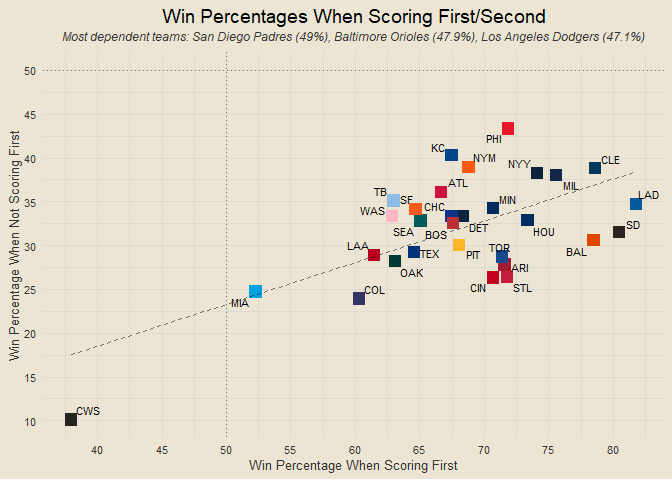 Win Percentages When Scoring First/Second
Most dependent teams: San Diego Padres (49%), Baltimore Orioles (47.9%), Los Angeles Dodgers (47.1%)
Win Percentage When Not Scoring First
50
45
40
35
30
25
20
15
10
PHI
KC
NYM
NYY
CLE
MIL
ATL
TB
SF
LAD
WAS
CHC
MIN
SEA
BOS
DET
HOU
SD
BAL
LAA
TEX
PIT
TOR
OAK
ARI
CIN
STL
COL
MIA
CWS
40
45
50
55
60
65
70
75
80
Win Percentage When Scoring First